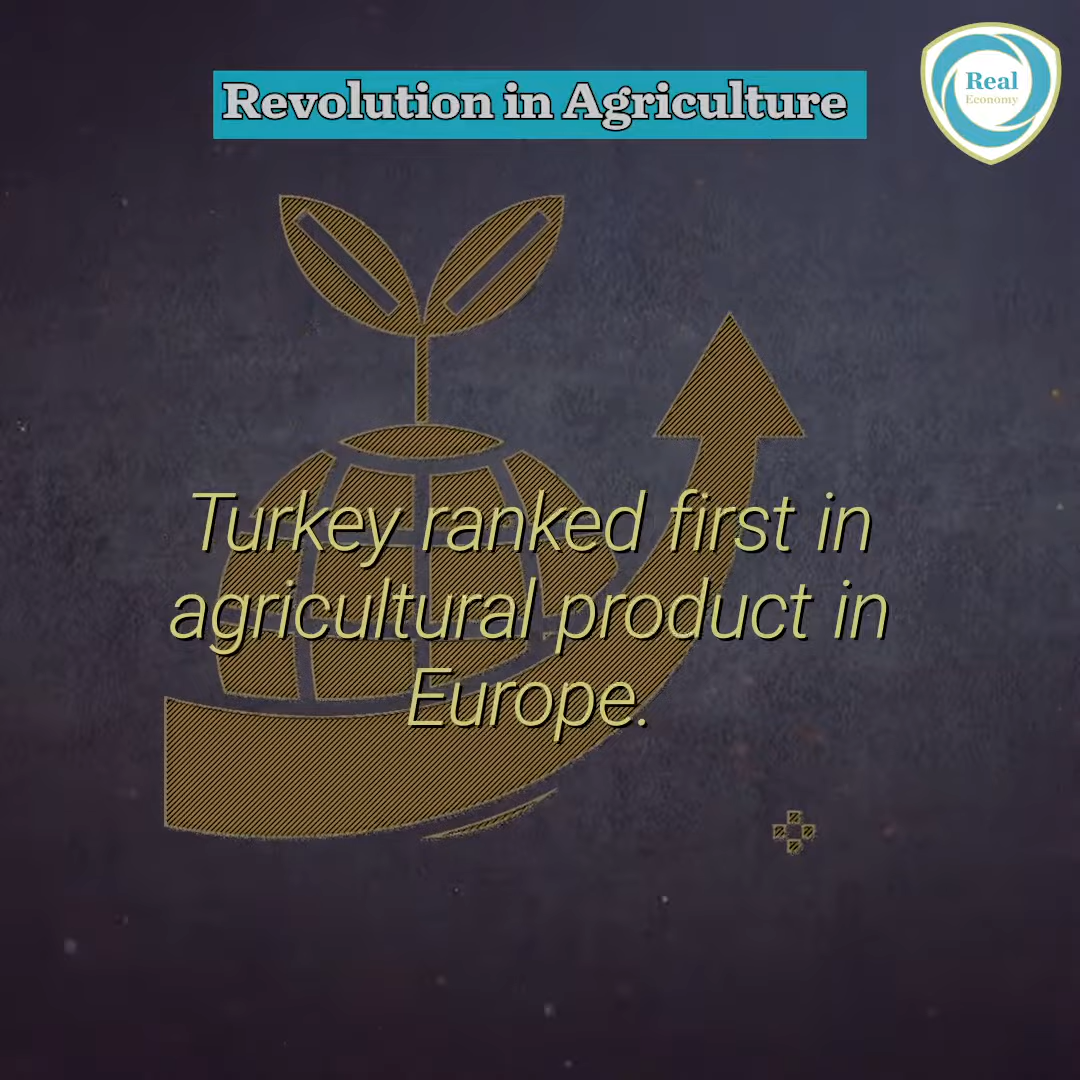 Revolution in Agriculture
Real
Economy
Turkey ranked first in
agricultural product in
Europe.